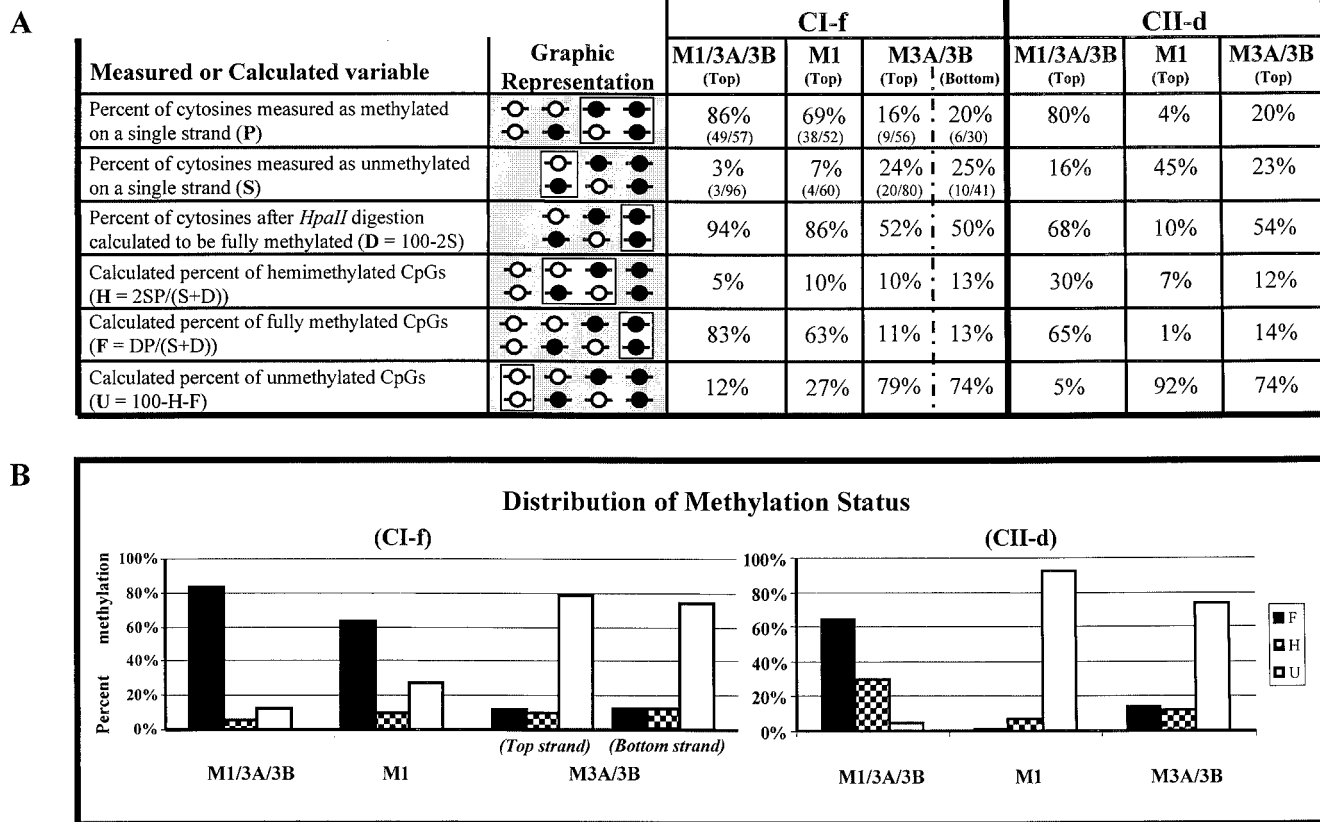 A
CI-f
CII-d
Measured or Calculated variable
Graphic
Representation
M1/3A/3B
(Top)
M1
(Top)
M3A/3B
(Top)
(Bottom)
M1/3A/3B
(Top)
M1
(Top)
M3A/3B
(Top)
Percent of cytosines measured as methylated
on a single strand (P)
86%
(49/57)
69%
(38/52)
16%
(9/56)
20%
(6/30)
80%
4%
20%
Percent of cytosines measured as unmethylated
on a single strand (S)
3%
(3/96)
7%
(4/60)
24%
(20/80)
25%
(10/41)
16%
45%
23%
Percent of cytosines after HpaII digestion
calculated to be fully methylated (D = 100-2S)
94%
86%
52%
50%
68%
10%
54%
Calculated percent of hemimethylated CpGs
(H = 2SP/(S+D))
5%
10%
10%
13%
30%
7%
12%
Calculated percent of fully methylated CpGs
(F = DP/(S+D))
83%
63%
11%
13%
65%
1%
14%
Calculated percent of unmethylated CpGs
(U = 100-H-F)
12%
27%
79%
74%
5%
92%
74%
B
Distribution of Methylation Status
(CI-f)
Percent methylation
100%
80%
60%
40%
20%
0%
(Top strand)
(Bottom strand)
M1/3A/3B
M1
M3A/3B
(CII-d)
100%
80%
60%
40%
20%
0%
M1/3A/3B
M1
M3A/3B
F
H
U